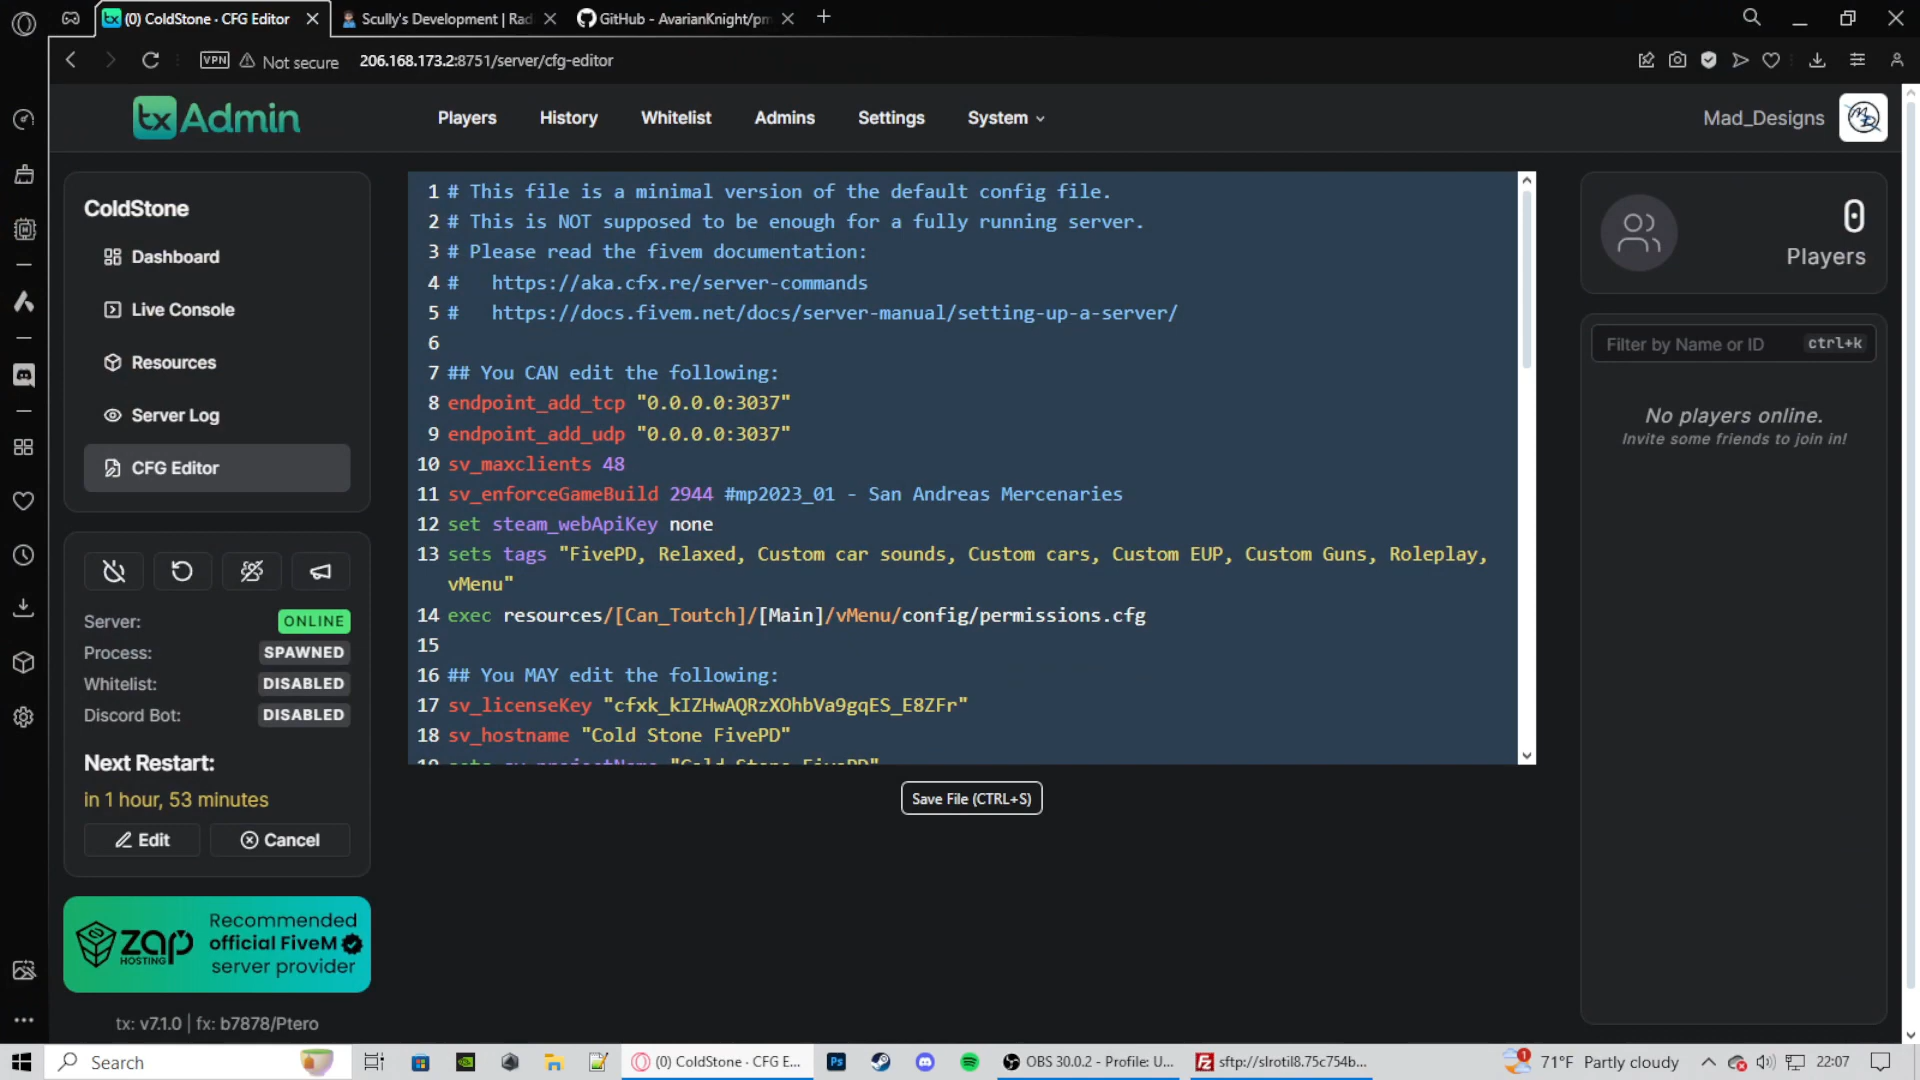 (0) ColdStone · CFG Editor
Scully's Development | Rad
GitHub - AvarianKnight/pm
VPN
Not secure
206.168.173.2:8751/server/cfg-editor
tx Admin
Players
History
Whitelist
Admins
Settings
System
Mad_Designs
ColdStone
Dashboard
Live Console
Resources
Server Log
CFG Editor
Server: ONLINE
Process: SPAWNED
Whitelist: DISABLED
Discord Bot: DISABLED
Next Restart:
in 1 hour, 53 minutes
Edit
Cancel
ZAP HOSTING
Recommended
official FiveM
server provider
tx: v7.1.0 | fx: b7878/Ptero
1 # This file is a minimal version of the default config file.
2 # This is NOT supposed to be enough for a fully running server.
3 # Please read the fivem documentation:
4 #   https://aka.cfx.re/server-commands
5 #   https://docs.fivem.net/docs/server-manual/setting-up-a-server/
6
7 ## You CAN edit the following:
8 endpoint_add_tcp "0.0.0.0:3037"
9 endpoint_add_udp "0.0.0.0:3037"
10 sv_maxclients 48
11 sv_enforceGameBuild 2944 #mp2023_01 - San Andreas Mercenaries
12 set steam_webApiKey none
13 sets tags "FivePD, Relaxed, Custom car sounds, Custom cars, Custom EUP, Custom Guns, Roleplay,
vMenu"
14 exec resources/[Can_Toutch]/[Main]/vMenu/config/permissions.cfg
15
16 ## You MAY edit the following:
17 sv_licenseKey "cfxk_kIZHwAQRzXOhbVa9gqES_E8ZFr"
18 sv_hostname "Cold Stone FivePD"
19 sets sv_projectName "Cold Stone FivePD"
Save File (CTRL+S)
0
Players
Filter by Name or ID
ctrl+k
No players online.
Invite some friends to join in!
Search
(0) ColdStone · CFG E...
Ps
OBS 30.0.2 - Profile: U...
sftp://slrotil8.75c754b...
1
71°F Partly cloudy
22:07